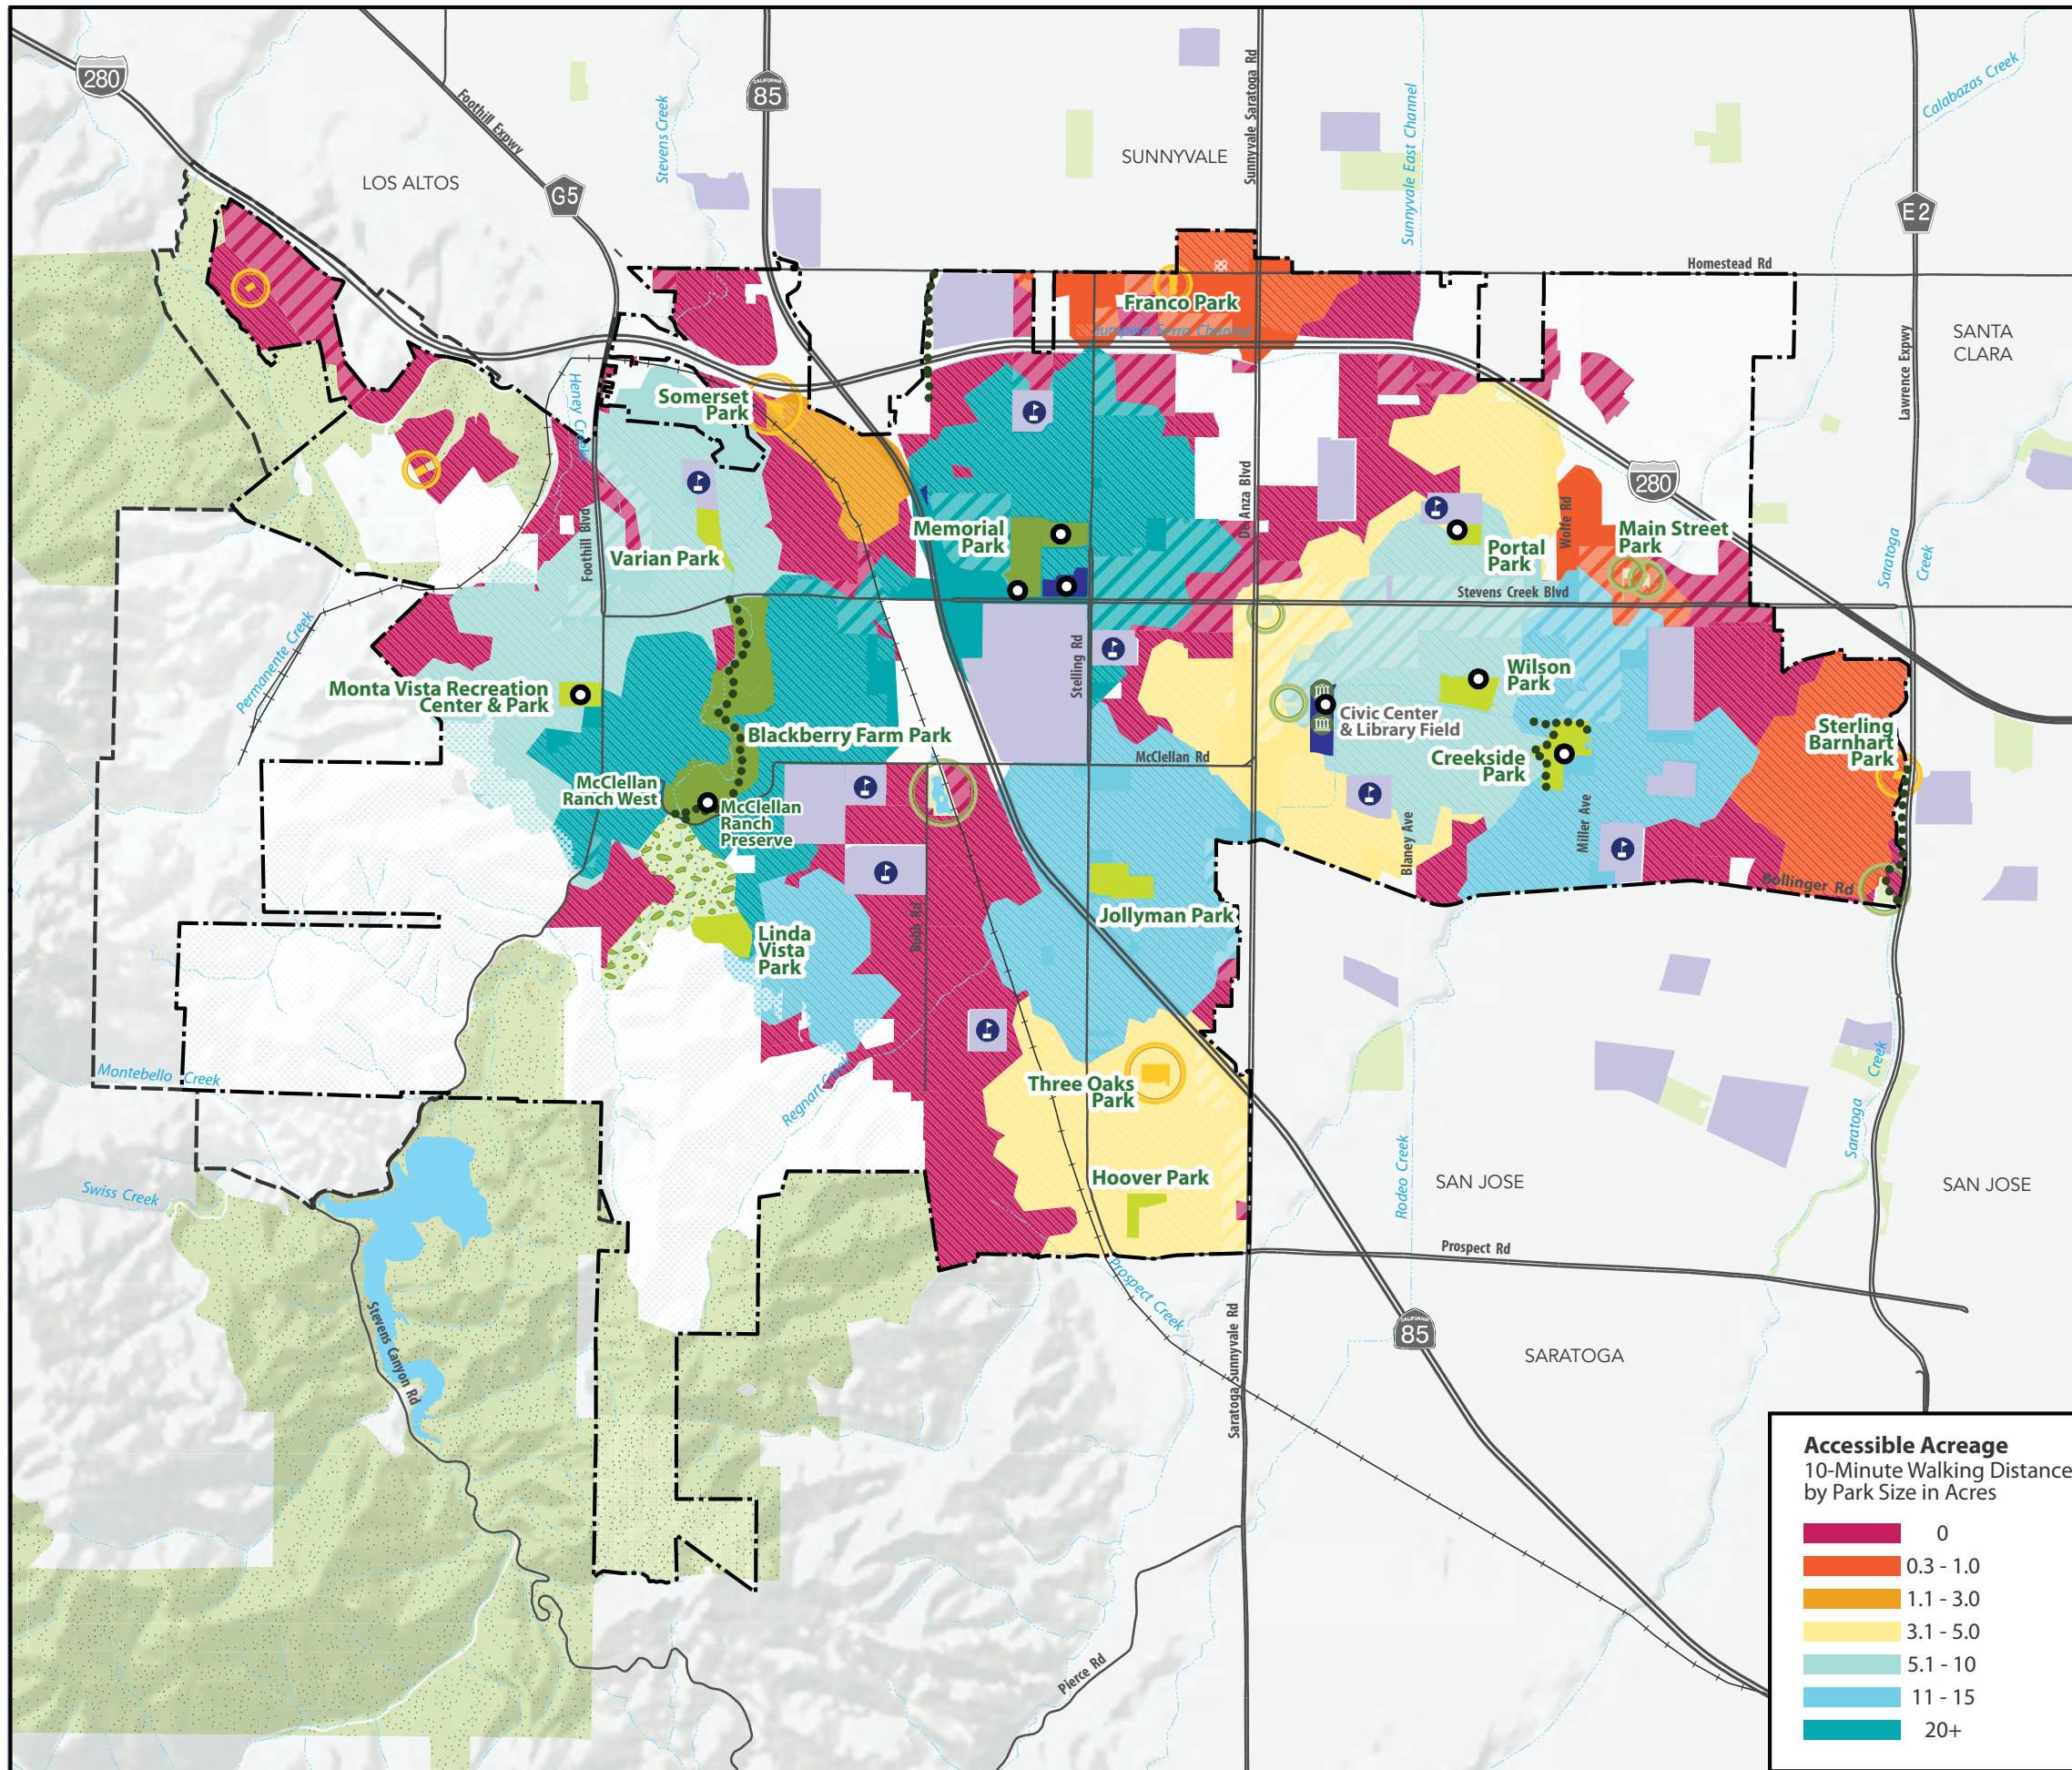 280
Foothill Expwy
LOS ALTOS
G5
Stevens Creek
CALIFORNIA
85
SUNNYVALE
Sunnyvale Saratoga Rd
Sunnyvale East Channel
Calabazas Creek
E2
Homestead Rd
Franco Park
Junipero Serra Channel
SANTA
CLARA
Lawrence Expwy
Heney Creek
Somerset
Park
280
Foothill Blvd
Varian Park
Memorial
Park
De Anza Blvd
Portal
Park
Wolfe Rd
Main Street
Park
Saratoga
Creek
Stevens Creek Blvd
Permanente Creek
Monta Vista Recreation
Center & Park
Blackberry Farm Park
Stelling Rd
McClellan Rd
Civic Center
& Library Field
Wilson
Park
Creekside
Park
Sterling
Barnhart
Park
McClellan
Ranch West
McClellan
Ranch
Preserve
Blaney Ave
Miller Ave
Bollinger Rd
Linda
Vista
Park
Bubb Rd
Jollyman Park
Montebello Creek
Regnart Creek
Three Oaks
Park
Hoover Park
Rodeo Creek
SAN JOSE
Saratoga
Creek
SAN JOSE
Swiss Creek
Prospect Rd
Prospect Creek
Stevens Canyon Rd
Saratoga Sunnyvale Rd
CALIFORNIA
85
SARATOGA
Pierce Rd
Accessible Acreage
10-Minute Walking Distance
by Park Size in Acres
0
0.3 - 1.0
1.1 - 3.0
3.1 - 5.0
5.1 - 10
11 - 15
20+